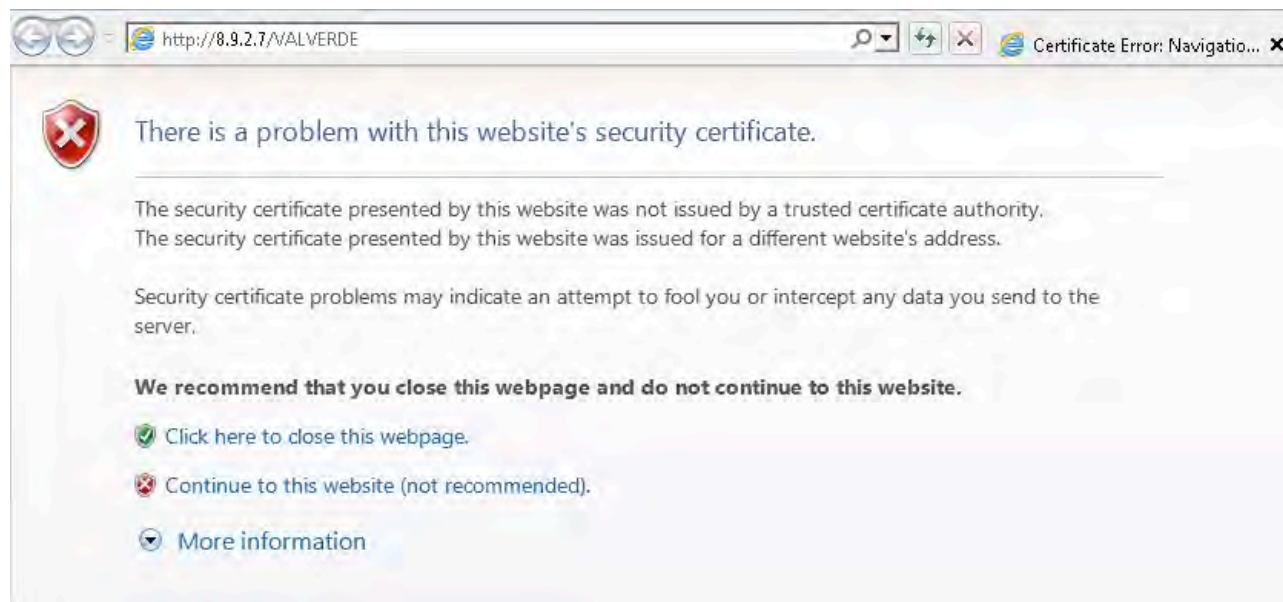 http://8.9.2.7/VALVERDE
Certificate Error: Navigatio...
There is a problem with this website's security certificate.
The security certificate presented by this website was not issued by a trusted certificate authority.
The security certificate presented by this website was issued for a different website's address.
Security certificate problems may indicate an attempt to fool you or intercept any data you send to the
server.
We recommend that you close this webpage and do not continue to this website.
Click here to close this webpage.
Continue to this website (not recommended).
More information